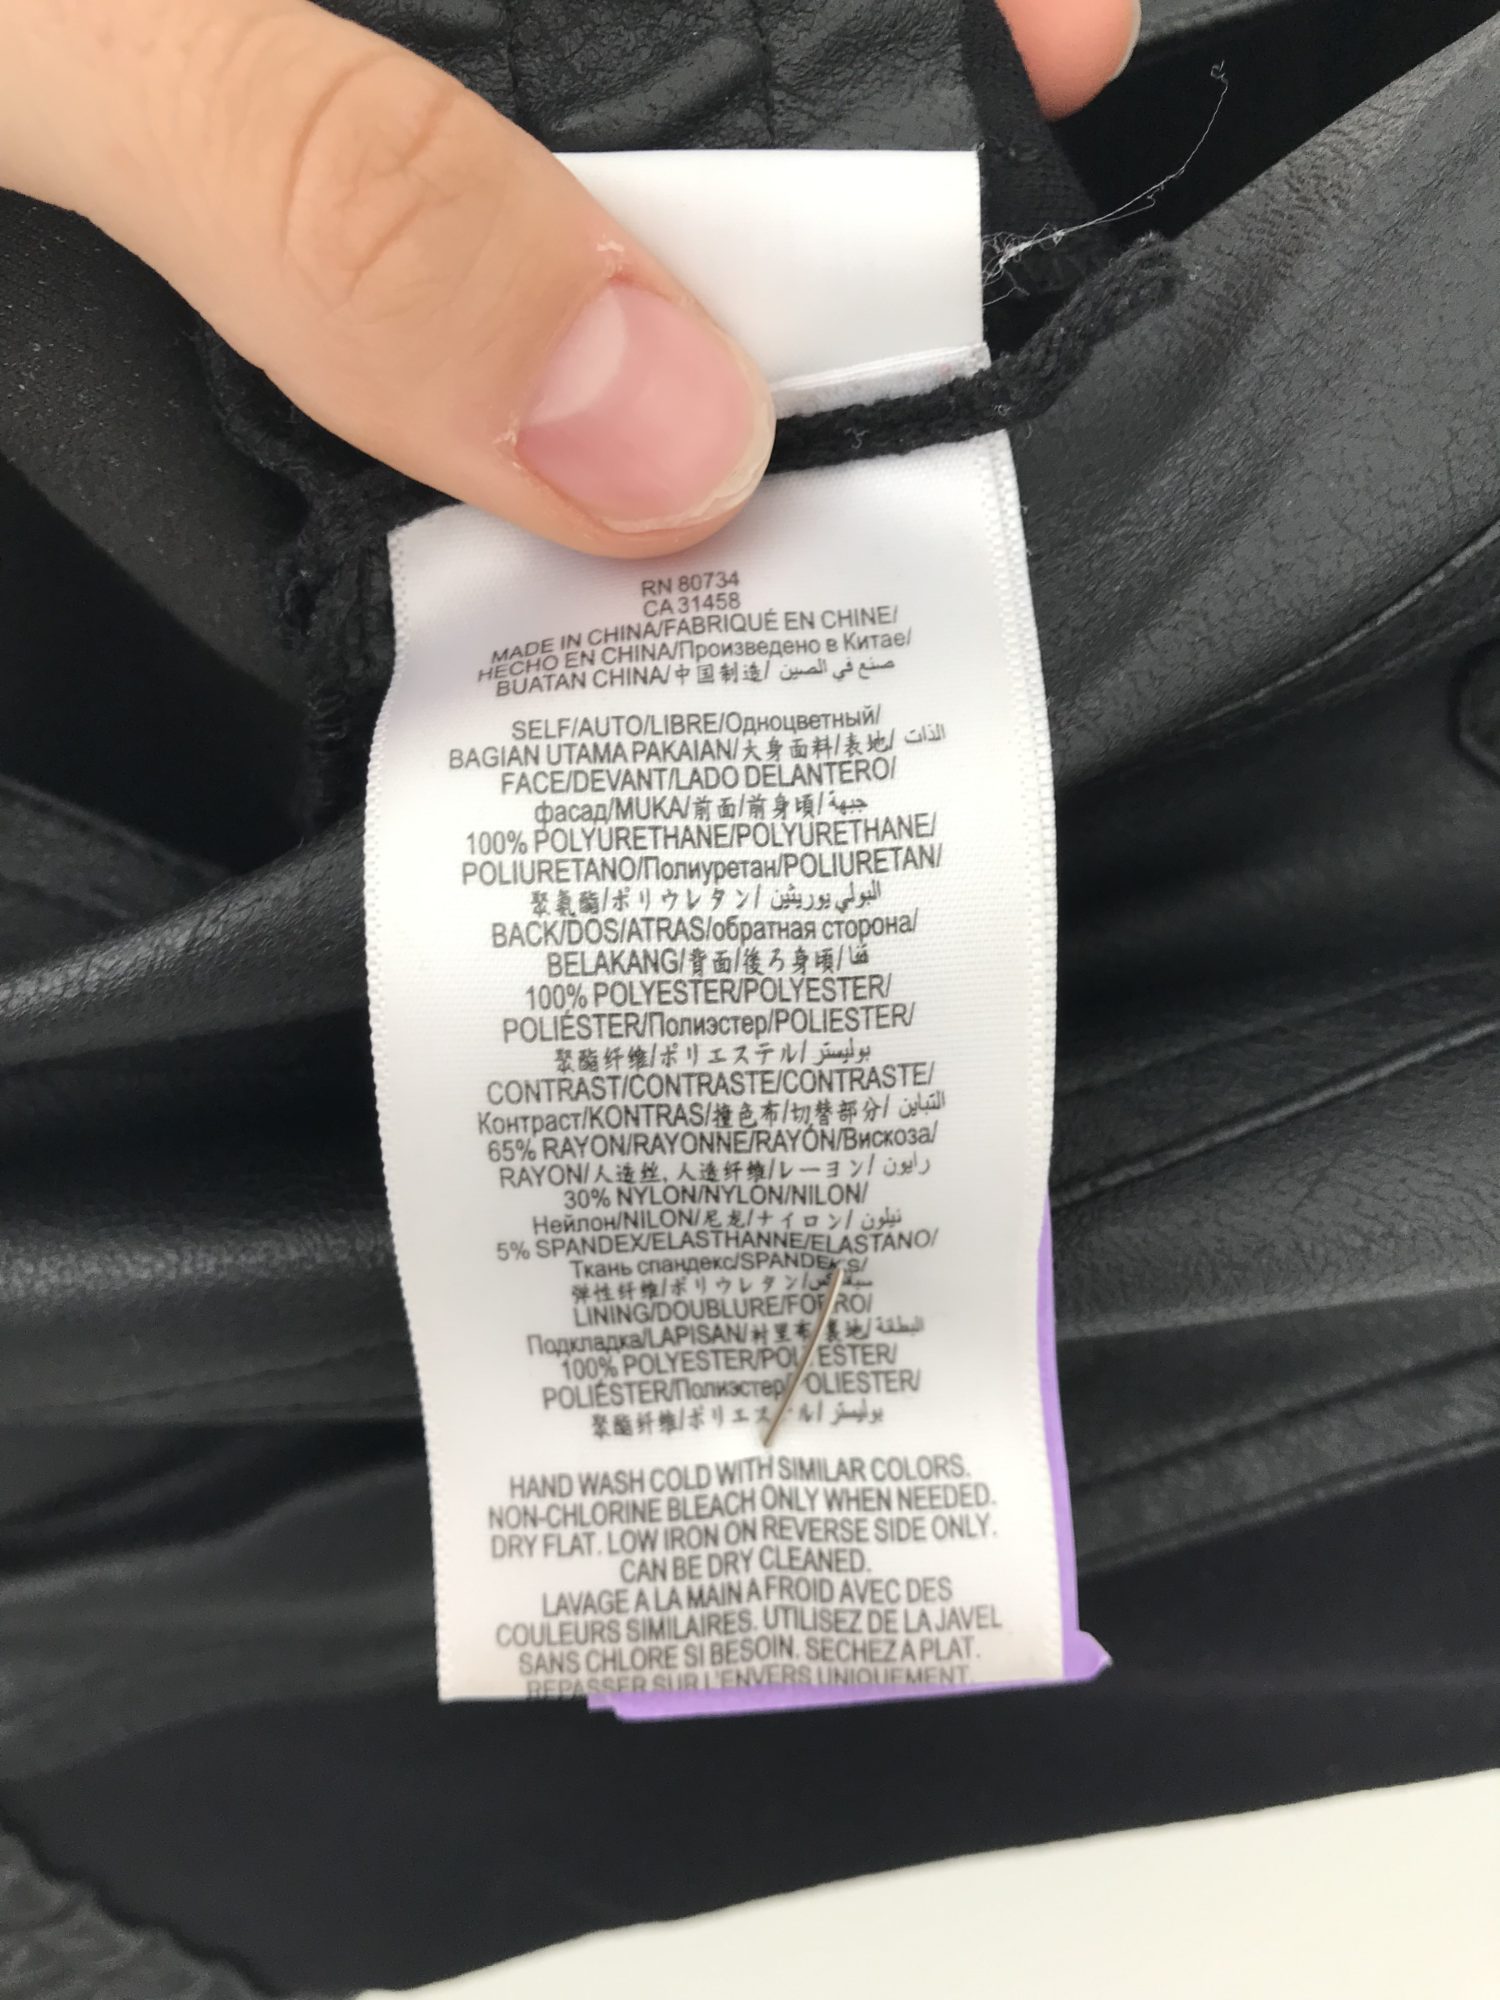 RN 80734
CA 31458
MADE IN CHINA/FABRIQUÉ EN CHINE/
HECHO EN CHINA/Произведено в Китае/
BUATAN CHINA/中国制造/ صنع في الصين
SELF/AUTO/LIBRE/Одноцветный/
BAGIAN UTAMA PAKAIAN/大身面料/表地/ الذات
FACE/DEVANT/LADO DELANTERO/
фасад/MUKA/前面/前身頃/ جبهة
100% POLYURETHANE/POLYURETHANE/
POLIURETANO/Полиуретан/POLIURETAN/
聚氨酯/ポリウレタン/ البولي يوريثين
BACK/DOS/ATRAS/обратная сторона/
BELAKANG/背面/後ろ身頃/ قفا
100% POLYESTER/POLYESTER/
POLIÉSTER/Полиэстер/POLIESTER/
聚酯纤维/ポリエステル/ بوليستر
CONTRAST/CONTRASTE/CONTRASTE/
Контраст/KONTRAS/撞色布/切替部分/ التباين
65% RAYON/RAYONNE/RAYÓN/Вискоза/
RAYON/人造丝, 人造纤维/レーヨン/ رايون
30% NYLON/NYLON/NILON/
Нейлон/NILON/尼龙/ナイロン/ نيلون
5% SPANDEX/ELASTHANNE/ELASTANO/
Ткань спандекс/SPANDEKS/
弹性纤维/ポリウレタン/
LINING/DOUBLURE/FORRO/
Подкладка/LAPISAN/衬里布/裏地/ البطانة
100% POLYESTER/POLYESTER/
POLIÉSTER/Полиэстер/POLIESTER/
聚酯纤维/ポリエステル/ بوليستر
HAND WASH COLD WITH SIMILAR COLORS.
NON-CHLORINE BLEACH ONLY WHEN NEEDED.
DRY FLAT. LOW IRON ON REVERSE SIDE ONLY.
CAN BE DRY CLEANED.
LAVAGE A LA MAIN A FROID AVEC DES
COULEURS SIMILAIRES. UTILISEZ DE LA JAVEL
SANS CHLORE SI BESOIN. SECHEZ A PLAT.
REPASSER SUR L'ENVERS UNIQUEMENT.